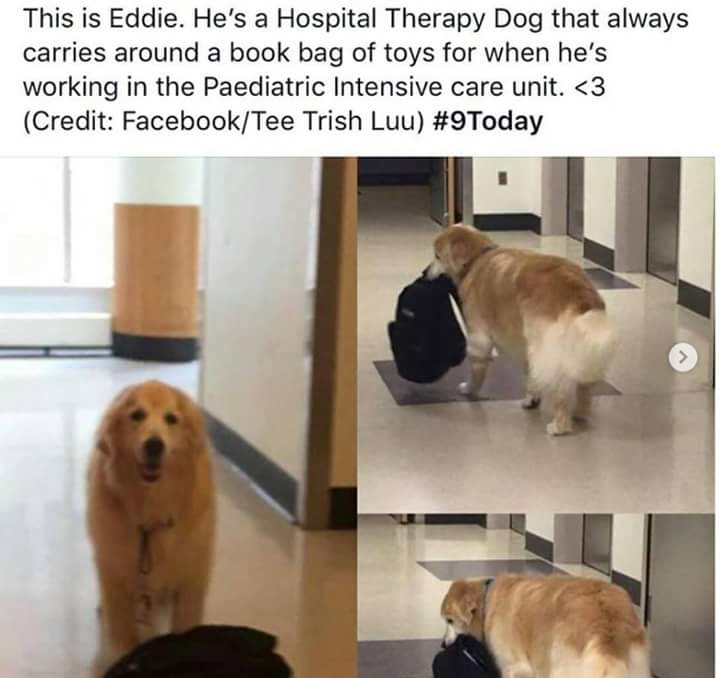 This is Eddie. He's a Hospital Therapy Dog that always
carries around a book bag of toys for when he's
working in the Paediatric Intensive care unit. <3
(Credit: Facebook/Tee Trish Luu) #9Today